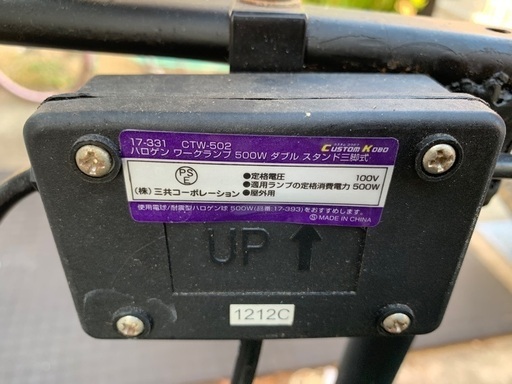 17-331 CTW-502
ハロゲン ワークランプ 500W ダブル スタンド三脚式
CUSTOM KOBO
PSE
(株)三共コーポレーション
●定格電圧 100V
●適用ランプの定格消費電力 500W
●屋外用
使用電球/耐震型ハロゲン球 500W(品番:17-393)をおすすめします。
MADE IN CHINA
UP ↑
1212C